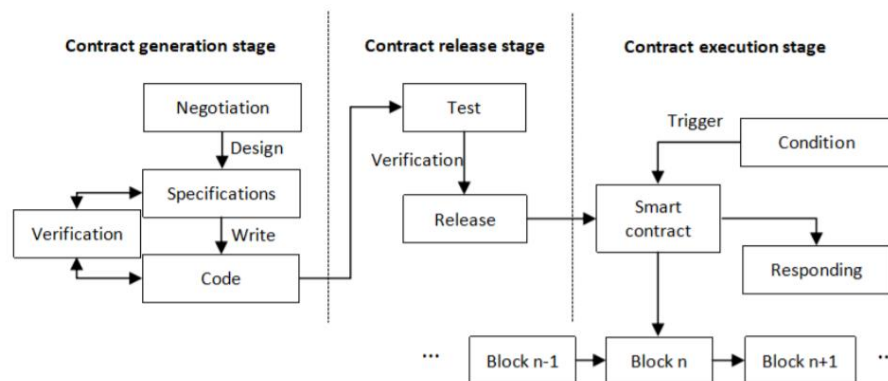 Contract generation stage
Contract release stage
Contract execution stage
Negotiation
Design
Specifications
Verification
Write
Code
Test
Verification
Release
Trigger
Condition
Smart
contract
Responding
...
Block n-1
Block n
Block n+1
...